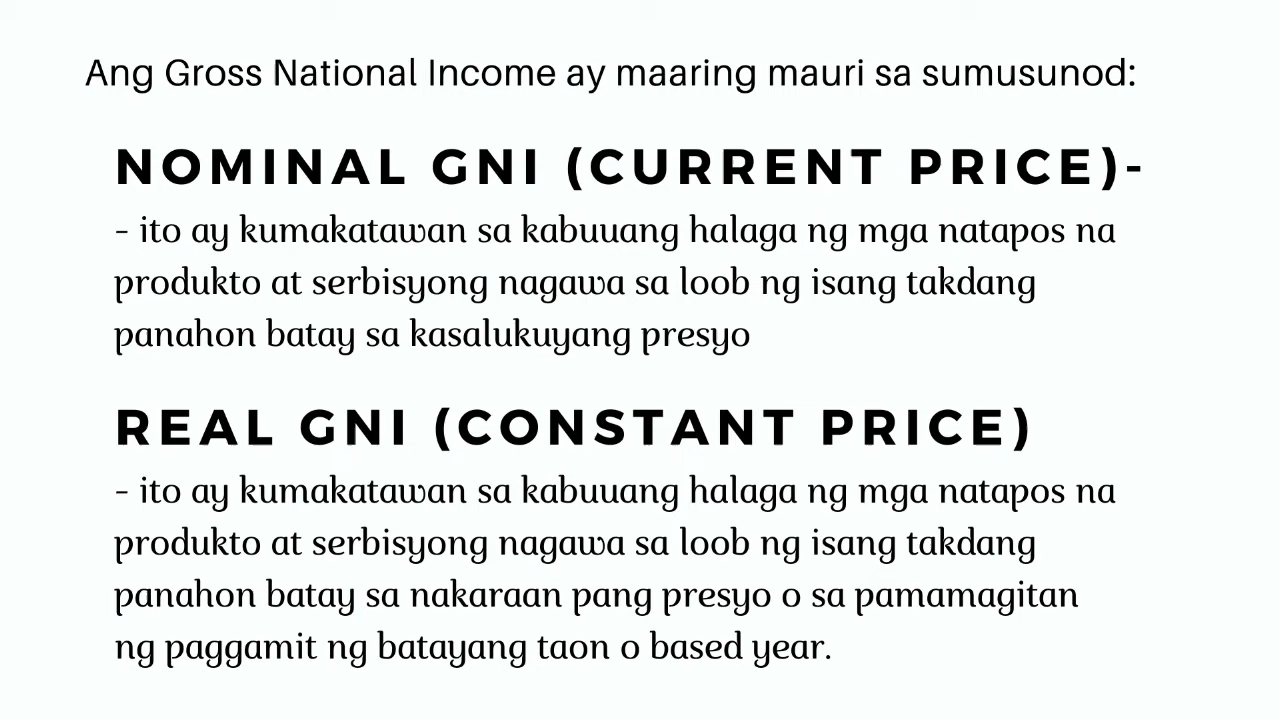 Ang Gross National Income ay maaring mauri sa sumusunod:
NOMINAL GNI (CURRENT PRICE)-
- ito ay kumakatawan sa kabuuang halaga ng mga natapos na
produkto at serbisyong nagawa sa loob ng isang takdang
panahon batay sa kasalukuyang presyo
REAL GNI (CONSTANT PRICE)
- ito ay kumakatawan sa kabuuang halaga ng mga natapos na
produkto at serbisyong nagawa sa loob ng isang takdang
panahon batay sa nakaraan pang presyo o sa pamamagitan
ng paggamit ng batayang taon o based year.